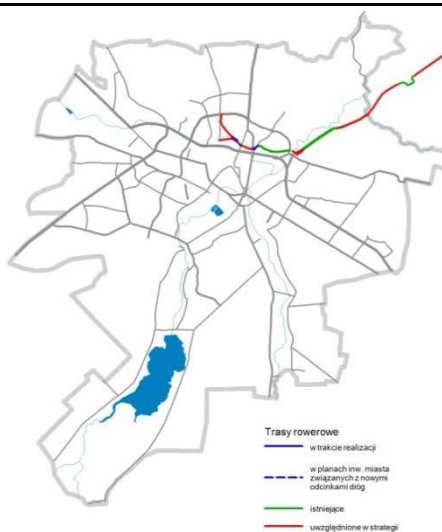 Trasy rowerowe
w trakcie realizacji
w planach inw. miasta
związanych z nowymi
odcinkami dróg
istniejące
uwzględnione w strategii